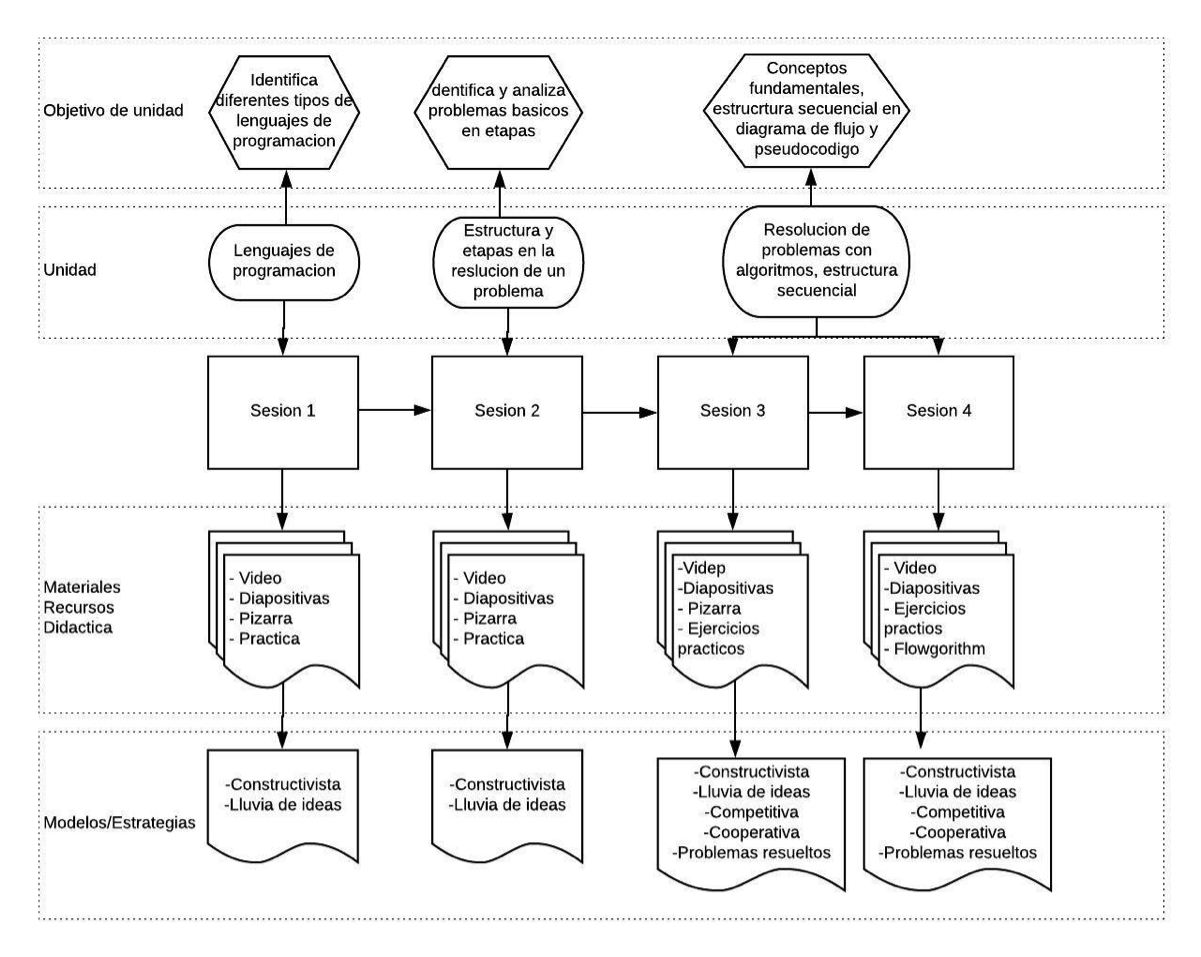 Objetivo de unidad
Identifica
diferentes tipos de
lenguajes de
programacion
dentifica y analiza
problemas basicos
en etapas
Conceptos
fundamentales,
estrucrtura secuencial en
diagrama de flujo y
pseudocodigo
Unidad
Lenguajes de
programacion
Estructura y
etapas en la
reslucion de un
problema
Resolucion de
problemas con
algoritmos, estructura
secuencial
Sesion 1
Sesion 2
Sesion 3
Sesion 4
Materiales
Recursos
Didactica
- Video
- Diapositivas
- Pizarra
- Practica
- Video
- Diapositivas
- Pizarra
- Practica
-Videp
-Diapositivas
- Pizarra
- Ejercicios
practicos
- Video
-Diapositivas
- Ejercicios
practios
- Flowgorithm
Modelos/Estrategias
-Constructivista
-Lluvia de ideas
-Constructivista
-Lluvia de ideas
-Constructivista
-Lluvia de ideas
-Competitiva
-Cooperativa
-Problemas resueltos
-Constructivista
-Lluvia de ideas
-Competitiva
-Cooperativa
-Problemas resueltos